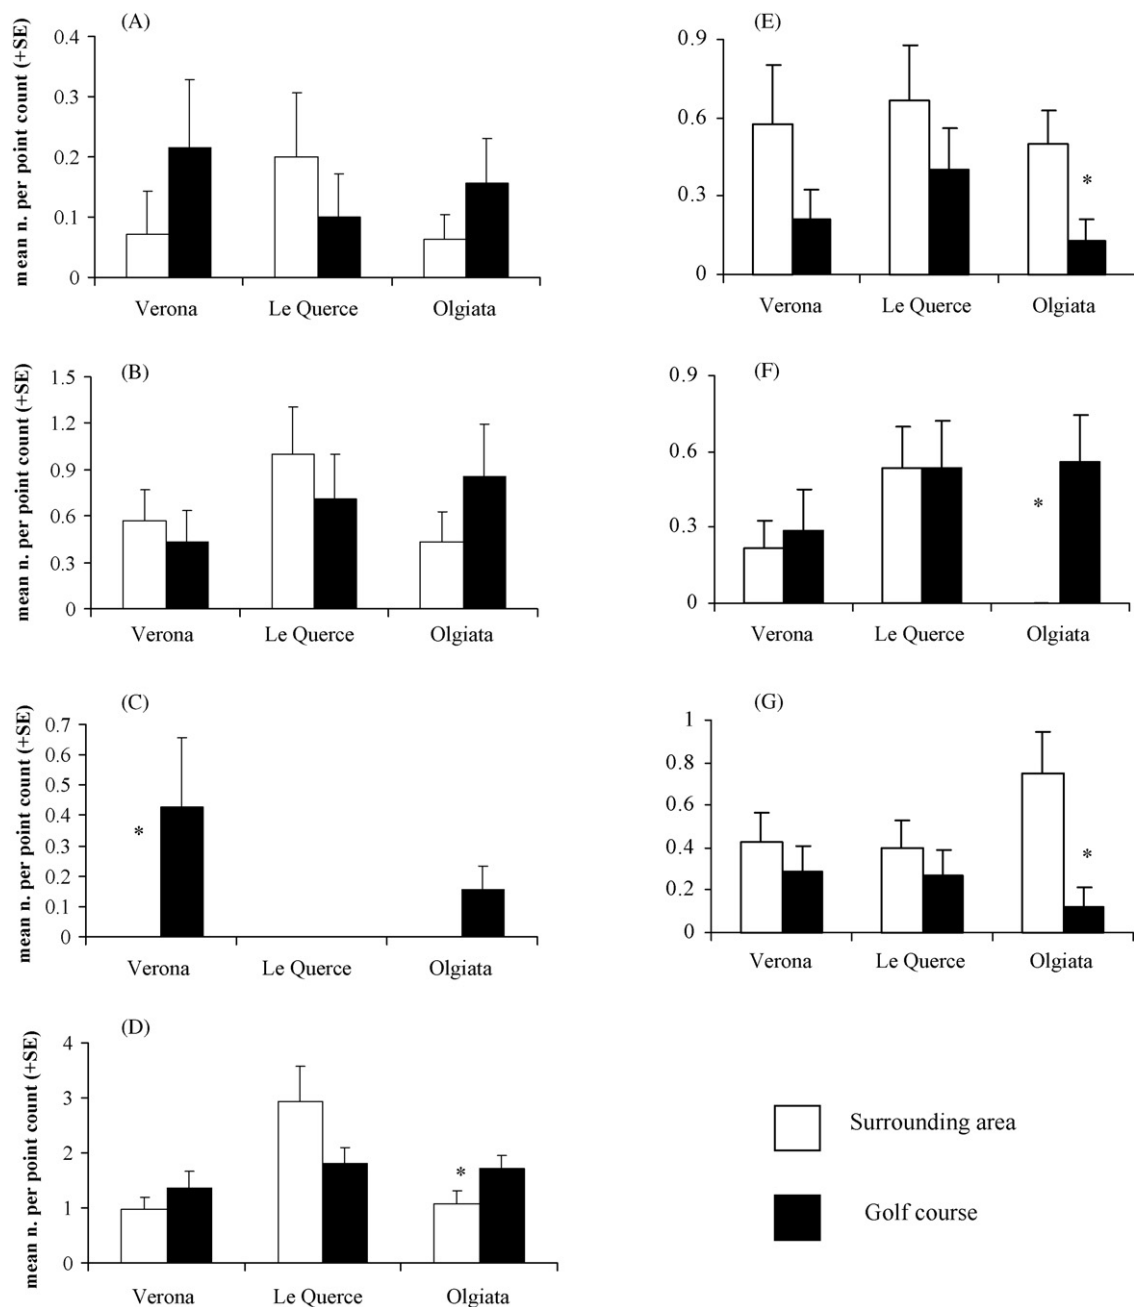 (A)
mean n. per point count (+SE)
0.4
0.3
0.2
0.1
0
Verona Le Querce Olgiata
(E)
0.9
0.6
0.3
0
Verona Le Querce Olgiata
(B)
mean n. per point count (+SE)
1.5
1.2
0.9
0.6
0.3
0
Verona Le Querce Olgiata
(F)
0.9
0.6
0.3
0
Verona Le Querce Olgiata
*
(C)
mean n. per point count (+SE)
0.7
0.6
0.5
0.4
0.3
0.2
0.1
0
*
Verona Le Querce Olgiata
(G)
1
0.8
0.6
0.4
0.2
0
*
Verona Le Querce Olgiata
(D)
mean n. per point count (+SE)
4
3
2
1
0
*
Verona Le Querce Olgiata
*
Surrounding area
Golf course